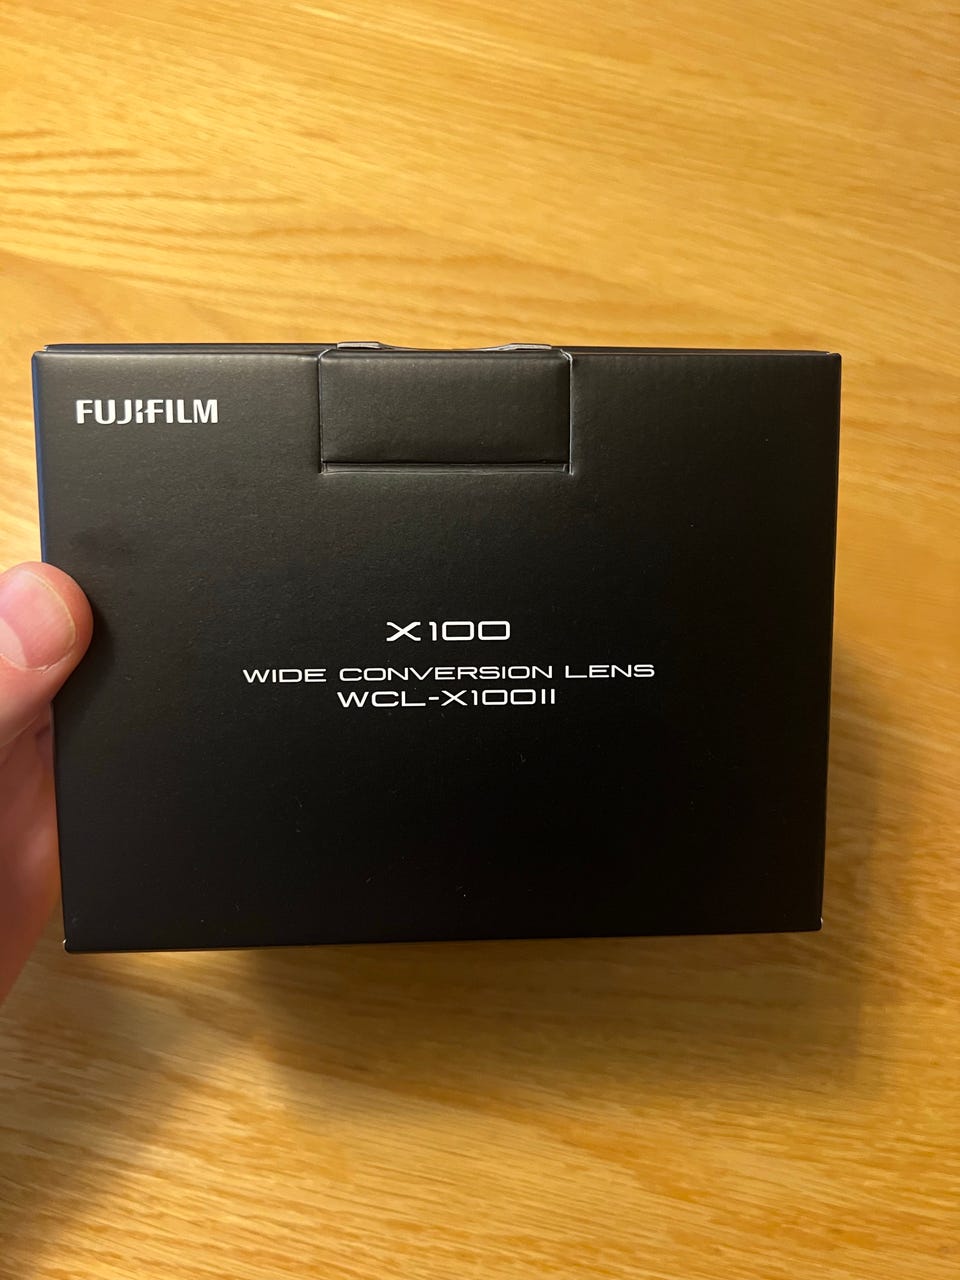 FUJIFILM
X100
WIDE CONVERSION LENS
WCL-X100II